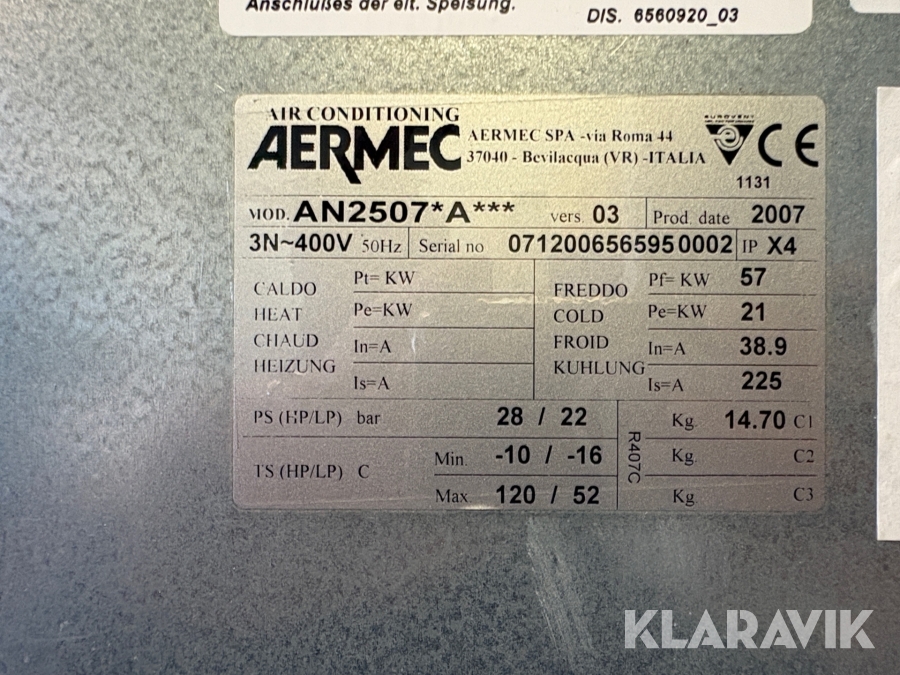 Anschlußes der elt. Speisung.
DIS. 6560920_03
AIR CONDITIONING
AERMEC
AERMEC SPA -via Roma 44
37040 - Bevilacqua (VR) -ITALIA
EUROVENT
CE
1131
MOD. AN2507*A*** vers. 03 Prod. date 2007
3N~400V 50Hz Serial no 0712006565950002 IP X4
CALDO
HEAT
CHAUD
HEIZUNG
Pt= KW
Pe=KW
In=A
Is=A
FREDDO
COLD
FROID
KUHLUNG
Pf= KW 57
Pe=KW 21
In=A 38.9
Is=A 225
PS (HP/LP) bar 28 / 22
TS (HP/LP) C
Min. -10 / -16
Max 120 / 52
R407C
Kg. 14.70 C1
Kg. C2
Kg C3
KLARAVIK